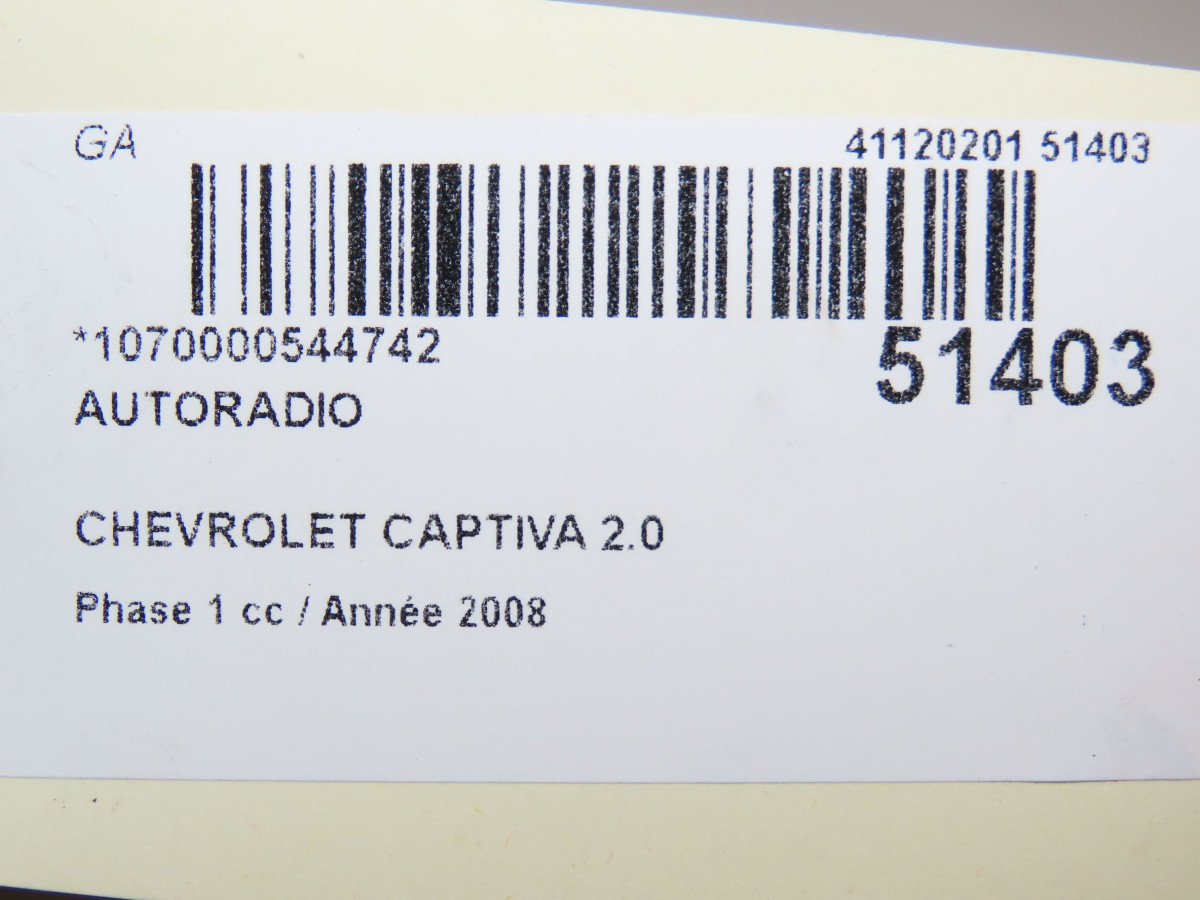 GA 41120201 51403
*1070000544742 51403
AUTORADIO
CHEVROLET CAPTIVA 2.0
Phase 1 cc / Année 2008